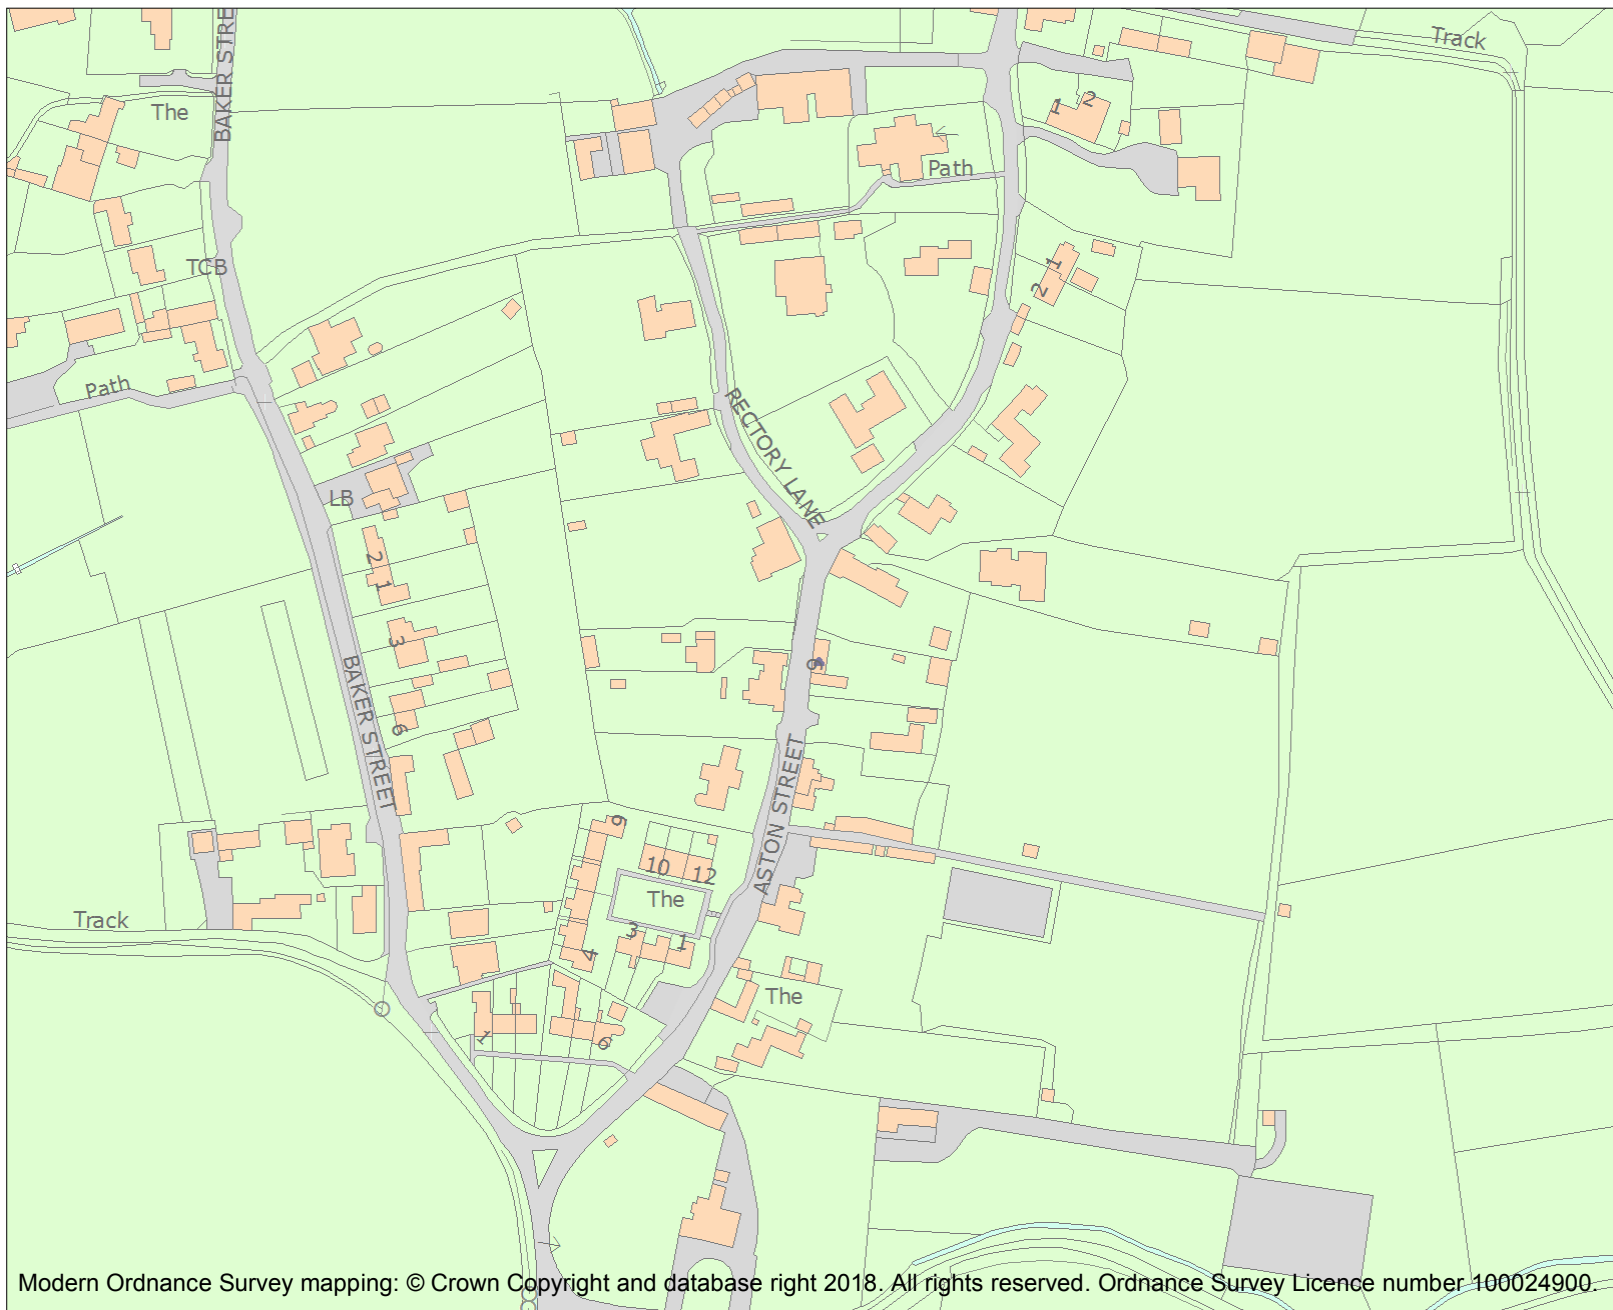 BAKER STRE
Track
The
1
2
Path
TCB
1
2
Path
RECTORY LANE
LB
2
1
3
BAKER STREET
6
ASTON STREET
9
10
12
The
Track
3
1
4
The
1
6
Modern Ordnance Survey mapping: © Crown Copyright and database right 2018. All rights reserved. Ordnance Survey Licence number 100024900.